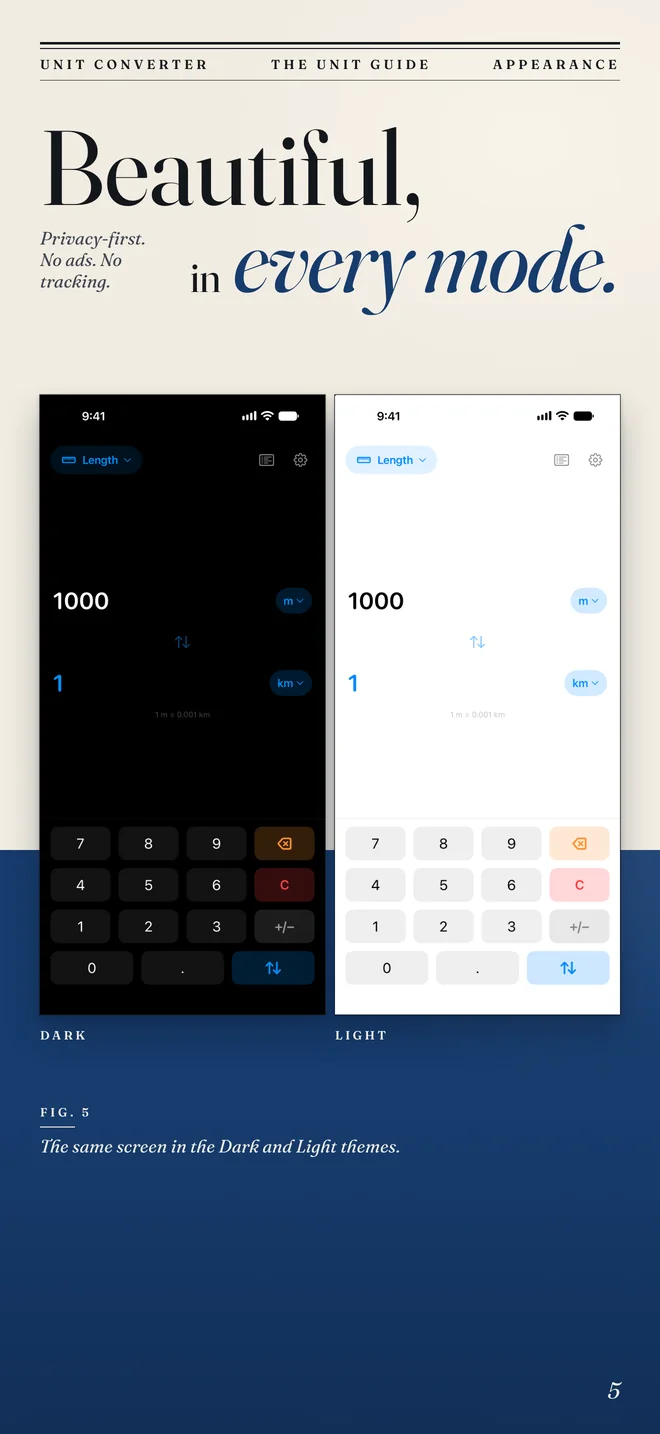 UNIT CONVERTER THE UNIT GUIDE APPEARANCE
Beautiful,
Privacy-first.
No ads. No
tracking.
in every mode.
9:41
Length
1000
m
1
km
1 m = 0.001 km
7 8 9
4 5 6 C
1 2 3 +/−
0 .
9:41
Length
1000
m
1
km
1 m = 0.001 km
7 8 9
4 5 6 C
1 2 3 +/−
0 .
DARK
LIGHT
FIG. 5
The same screen in the Dark and Light themes.
5